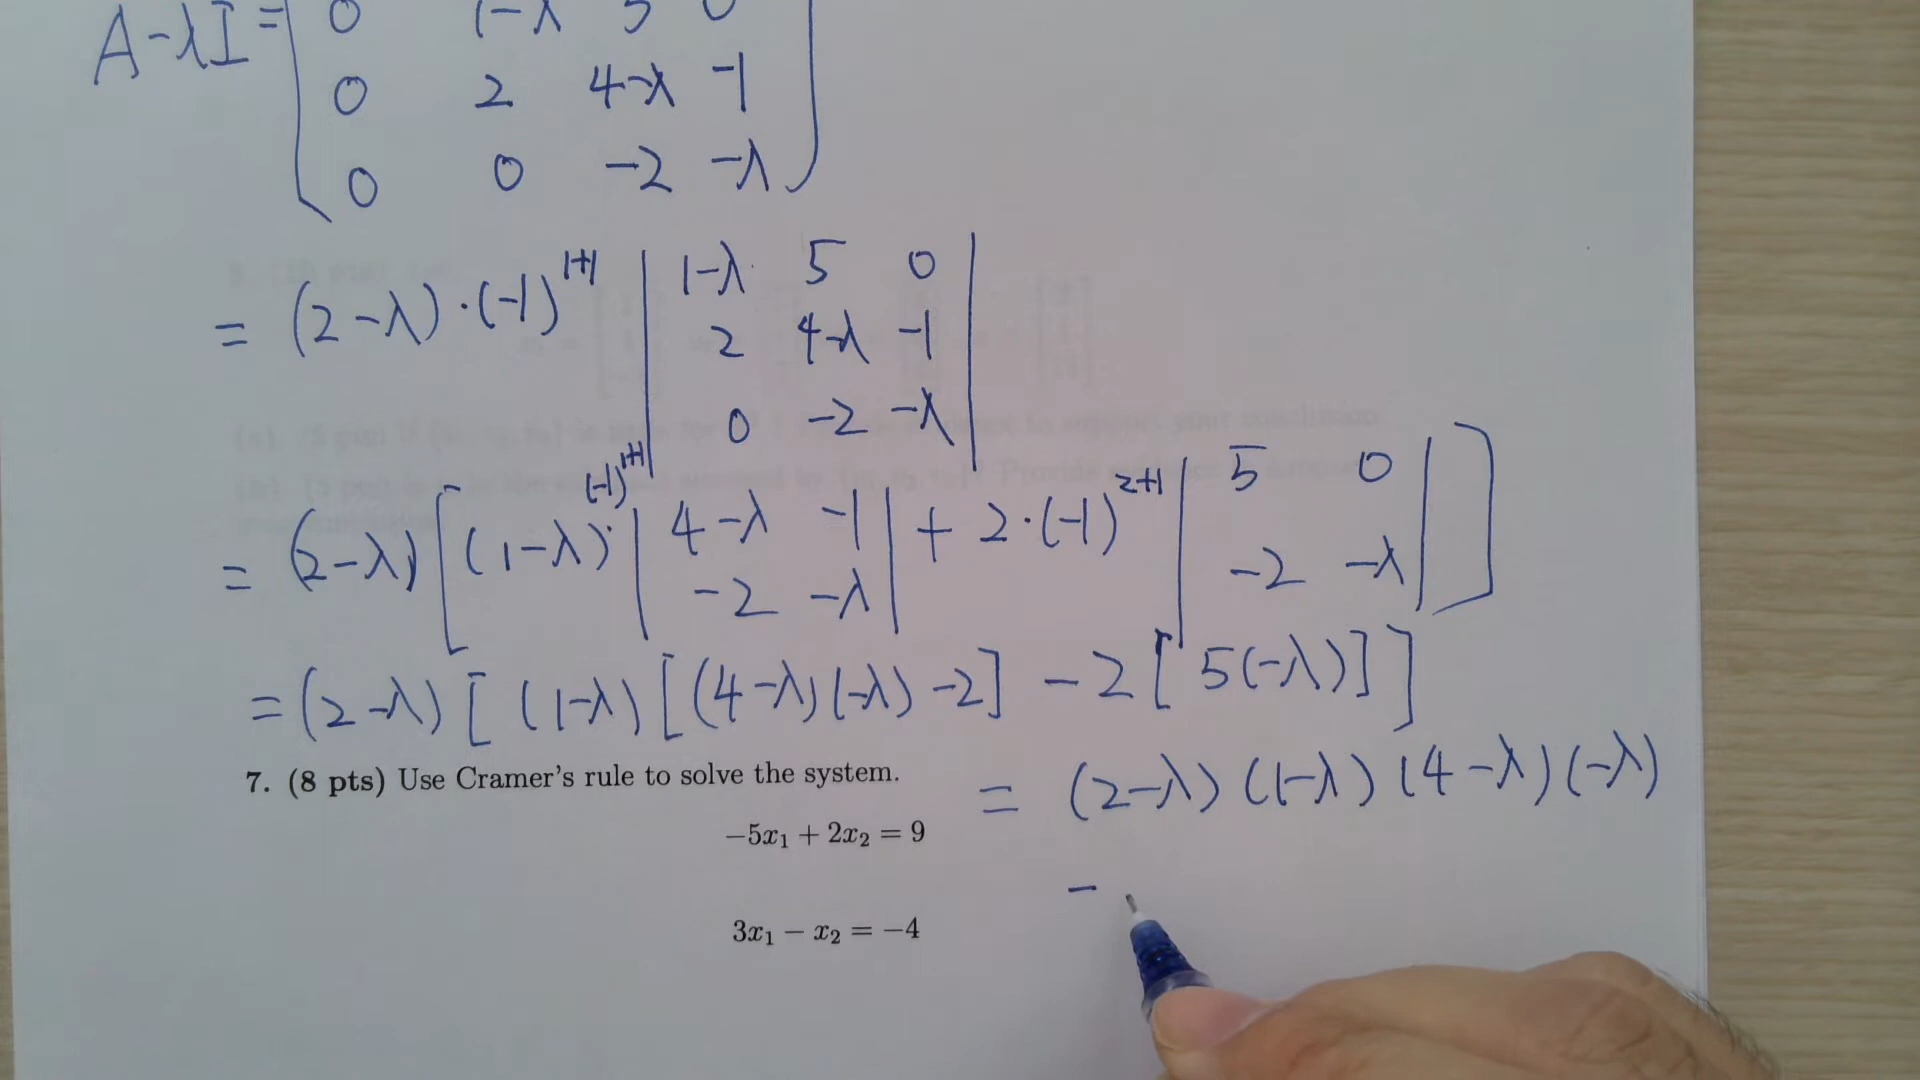 A-λI = 0 1-λ 5 0
0 2 4-λ -1
0 0 -2 -λ
= (2-λ)·(-1)^{1+1} | 1-λ 5 0
2 4-λ -1
0 -2 -λ |
= (2-λ) [ (1-λ)·(-1)^{1+1} | 4-λ -1 | + 2·(-1)^{2+1} | 5 0 | ]
-2 -λ -2 -λ
= (2-λ) [ (1-λ) [(4-λ)(-λ) -2] - 2 [ 5(-λ)] ]
= (2-λ) (1-λ) (4-λ) (-λ)
-
7. (8 pts) Use Cramer's rule to solve the system.
−5x₁ + 2x₂ = 9
3x₁ − x₂ = −4